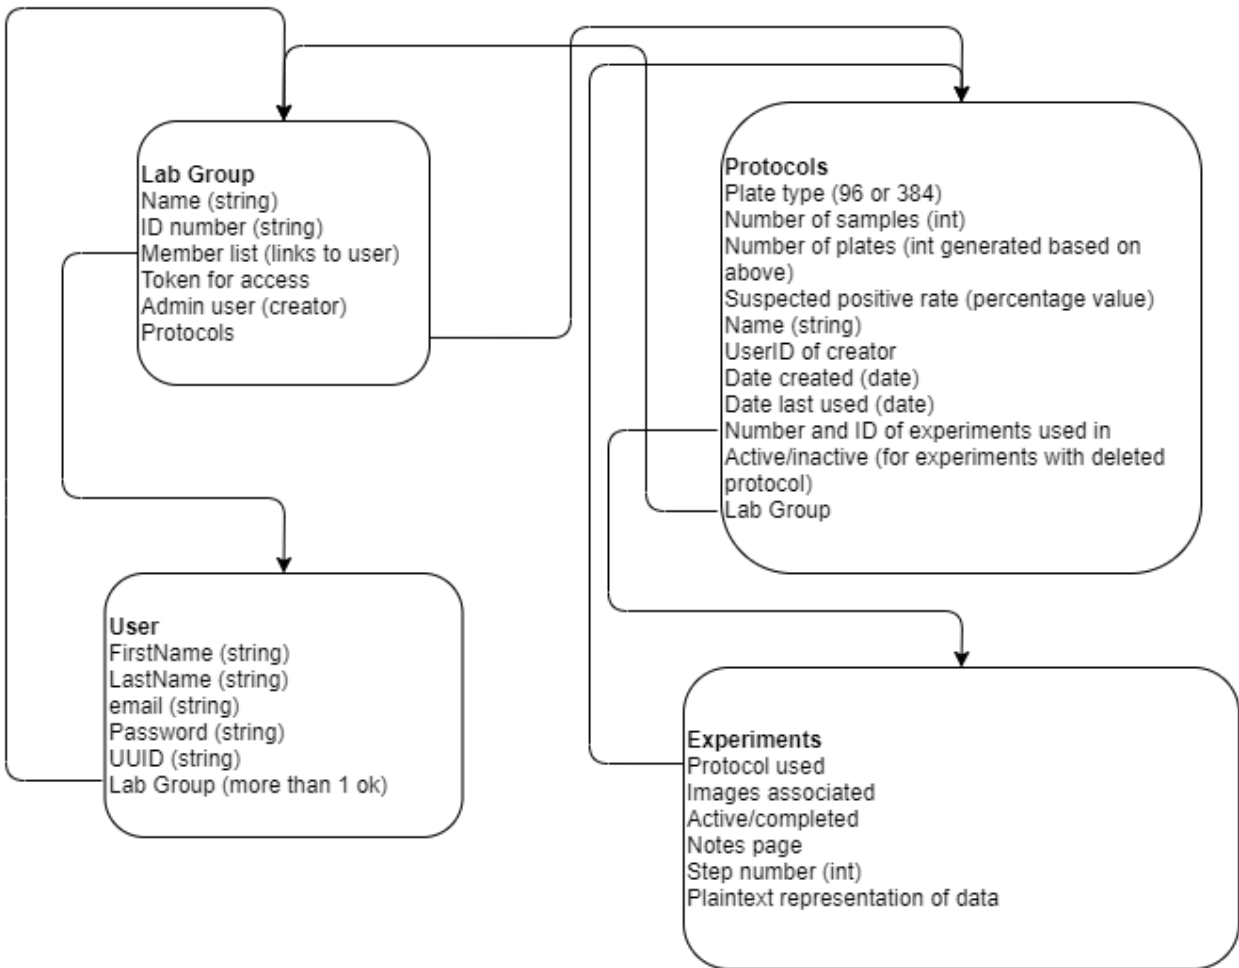 Lab Group
Name (string)
ID number (string)
Member list (links to user)
Token for access
Admin user (creator)
Protocols
Protocols
Plate type (96 or 384)
Number of samples (int)
Number of plates (int generated based on
above)
Suspected positive rate (percentage value)
Name (string)
UserID of creator
Date created (date)
Date last used (date)
Number and ID of experiments used in
Active/inactive (for experiments with deleted
protocol)
Lab Group
User
FirstName (string)
LastName (string)
email (string)
Password (string)
UUID (string)
Lab Group (more than 1 ok)
Experiments
Protocol used
Images associated
Active/completed
Notes page
Step number (int)
Plaintext representation of data